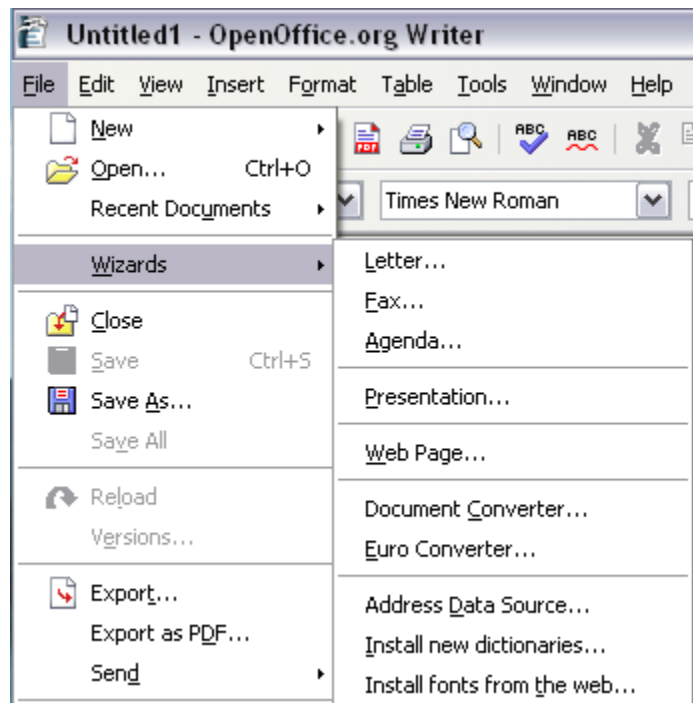 Untitled1 - OpenOffice.org Writer
File Edit View Insert Format Table Tools Window Help
New
PDF
ABC
ABC
Open... Ctrl+O
Recent Documents
Times New Roman
Wizards
Close
Save Ctrl+S
Save As...
Save All
Reload
Versions...
Export...
Export as PDF...
Send
Letter...
Fax...
Agenda...
Presentation...
Web Page...
Document Converter...
Euro Converter...
Address Data Source...
Install new dictionaries...
Install fonts from the web...